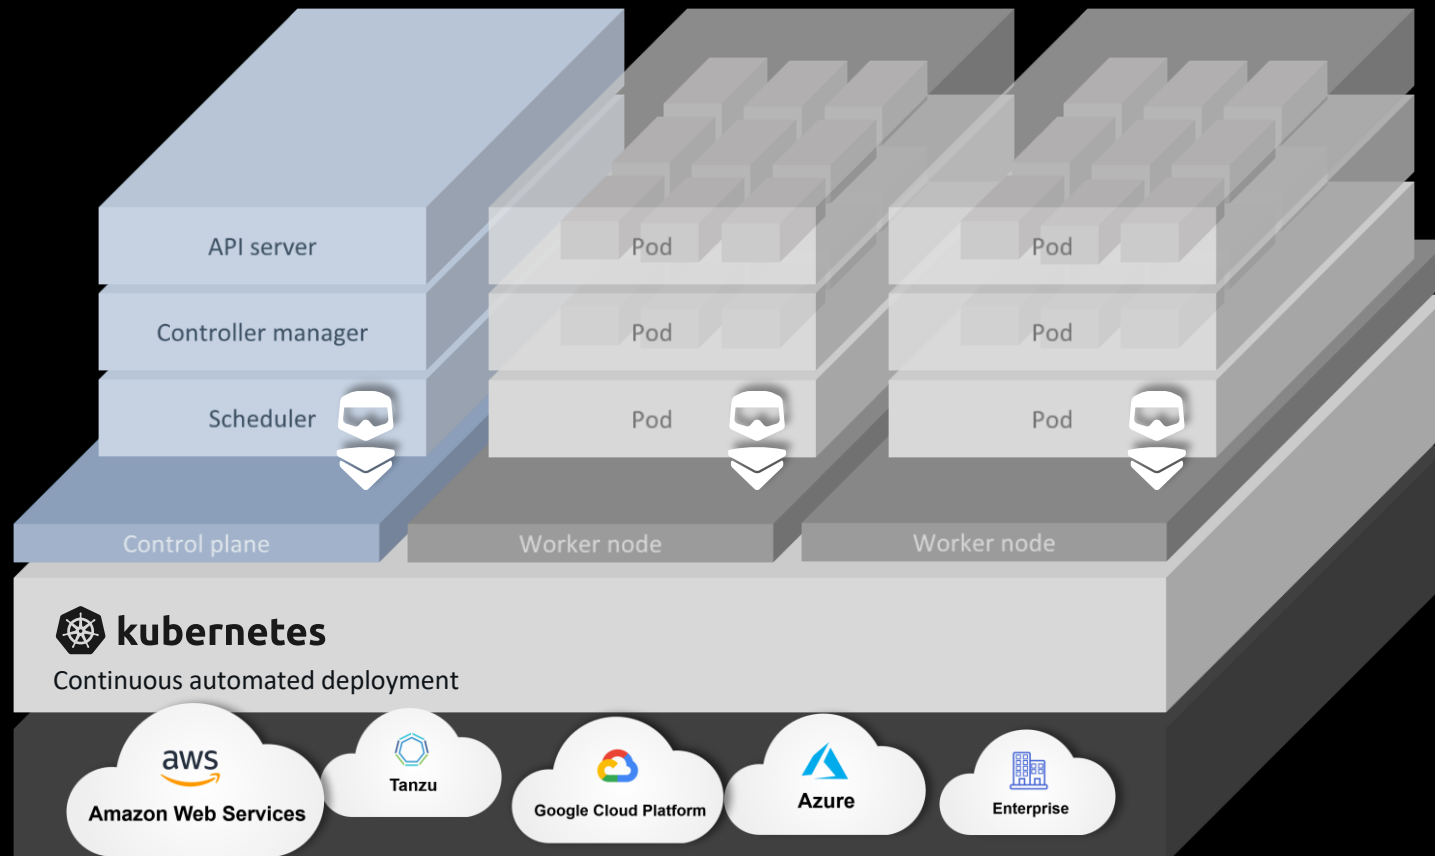 API server
Pod
Pod
Controller manager
Pod
Pod
Scheduler
Pod
Pod
Control plane
Worker node
Worker node
kubernetes
Continuous automated deployment
aws
Amazon Web Services
Tanzu
Google Cloud Platform
Azure
Enterprise